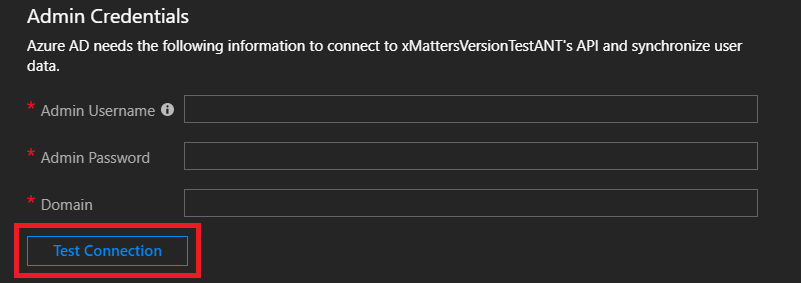 Admin Credentials
Azure AD needs the following information to connect to xMattersVersionTestANT's API and synchronize user
data.
* Admin Username
* Admin Password
* Domain
Test Connection